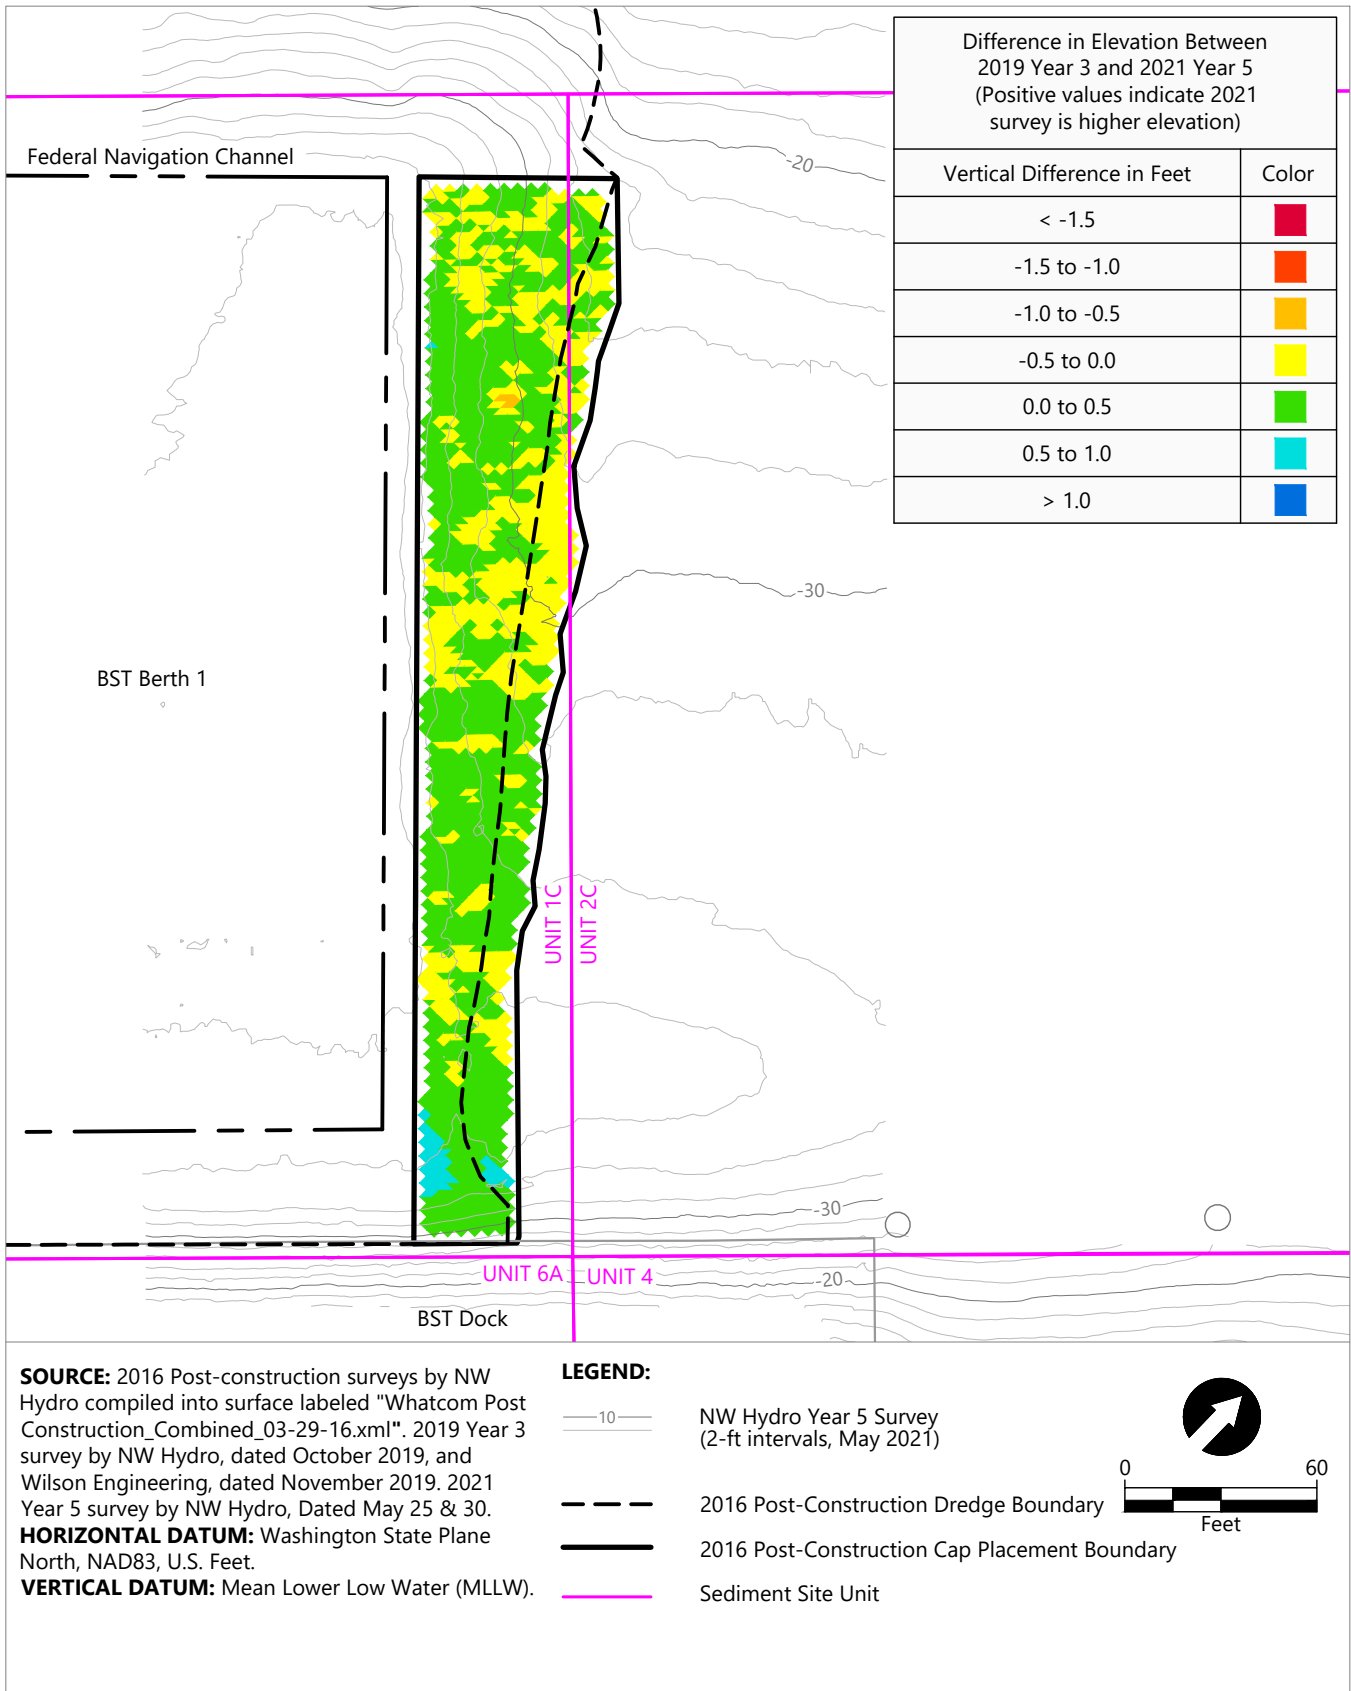 Difference in Elevation Between
2019 Year 3 and 2021 Year 5
(Positive values indicate 2021
survey is higher elevation)
Vertical Difference in Feet Color
< -1.5
-1.5 to -1.0
-1.0 to -0.5
-0.5 to 0.0
0.0 to 0.5
0.5 to 1.0
> 1.0
Federal Navigation Channel
-20
-30
BST Berth 1
UNIT 1C
UNIT 2C
-30
UNIT 6A
UNIT 4
-20
BST Dock
SOURCE: 2016 Post-construction surveys by NW
Hydro compiled into surface labeled "Whatcom Post
Construction_Combined_03-29-16.xml". 2019 Year 3
survey by NW Hydro, dated October 2019, and
Wilson Engineering, dated November 2019. 2021
Year 5 survey by NW Hydro, Dated May 25 & 30.
HORIZONTAL DATUM: Washington State Plane
North, NAD83, U.S. Feet.
VERTICAL DATUM: Mean Lower Low Water (MLLW).
LEGEND:
10
NW Hydro Year 5 Survey
(2-ft intervals, May 2021)
2016 Post-Construction Dredge Boundary
2016 Post-Construction Cap Placement Boundary
Sediment Site Unit
0 60
Feet